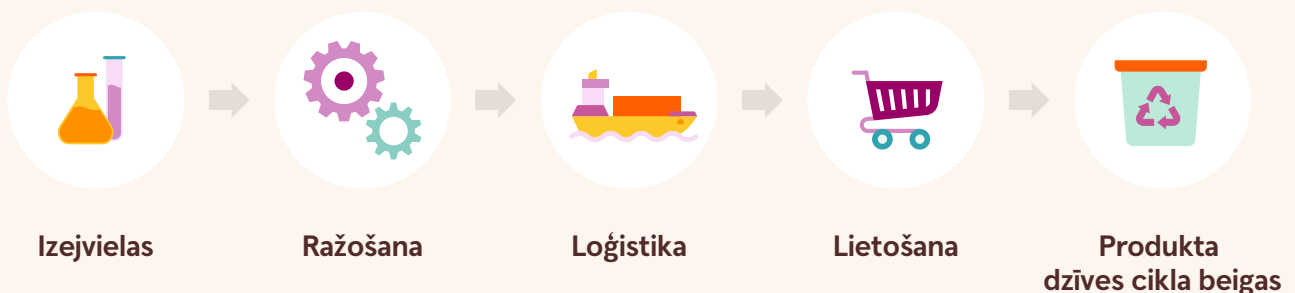 Izejvielas
Ražošana
Loģistika
Lietošana
Produkta
dzīves cikla beigas